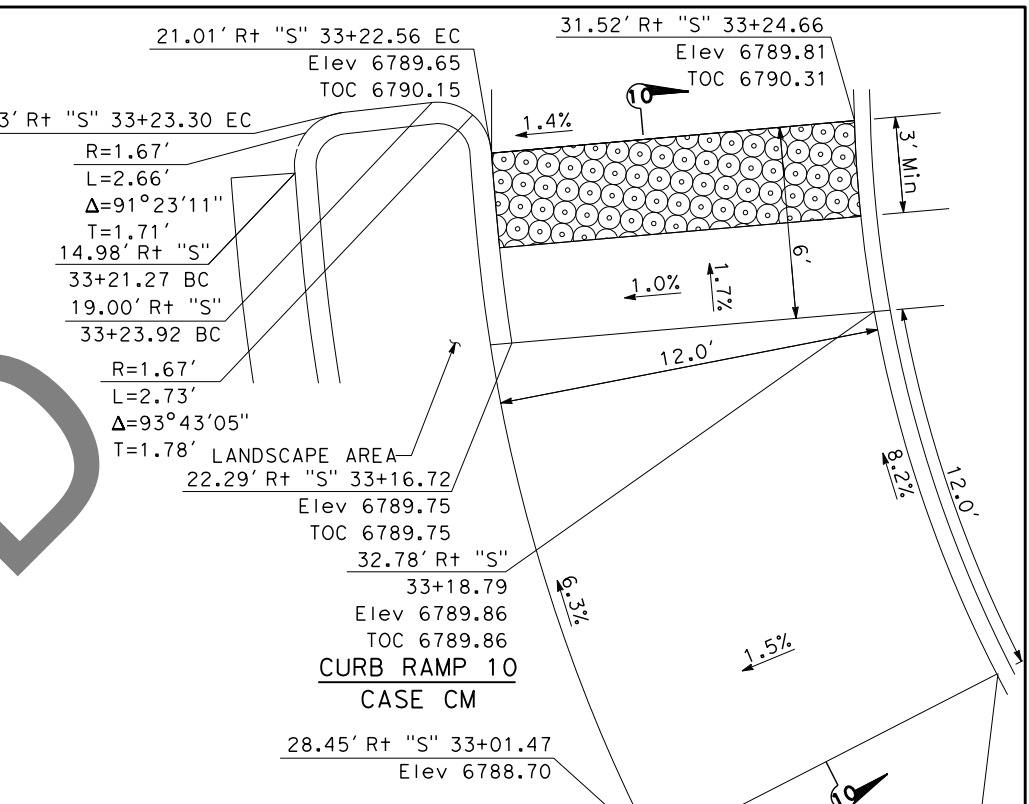 21.01' Rt "S" 33+22.56 EC
Elev 6789.65
TOC 6790.15
31.52' Rt "S" 33+24.66
Elev 6789.81
TOC 6790.31
10
1.4%
3' Rt "S" 33+23.30 EC
R=1.67'
L=2.66'
Δ=91°23'11"
T=1.71'
14.98' Rt "S"
33+21.27 BC
19.00' Rt "S"
33+23.92 BC
R=1.67'
L=2.73'
Δ=93°43'05"
T=1.78'
3' Min
6'
1.0%
1.7%
12.0'
LANDSCAPE AREA
22.29' Rt "S" 33+16.72
Elev 6789.75
TOC 6789.75
32.78' Rt "S"
33+18.79
Elev 6789.86
TOC 6789.86
8.2%
12.0'
6.3%
1.5%
CURB RAMP 10
CASE CM
28.45' Rt "S" 33+01.47
Elev 6788.70
10